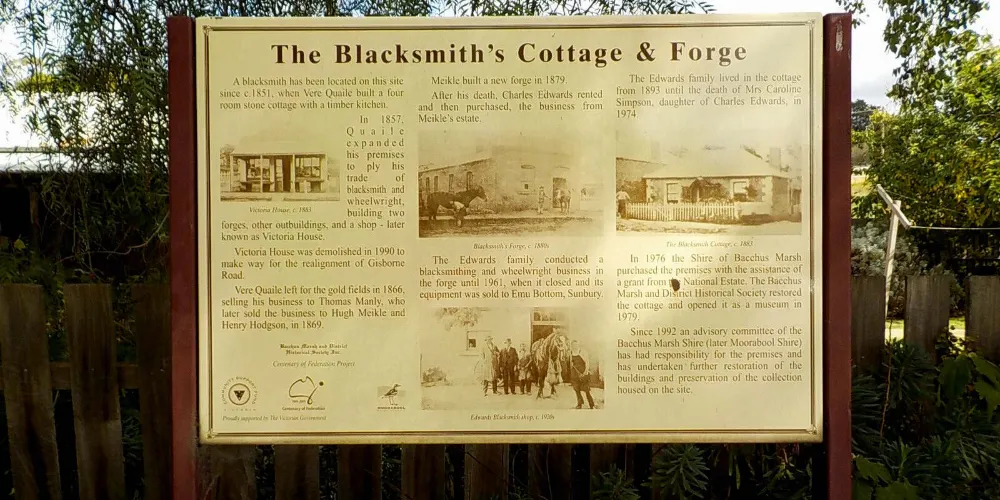 The Blacksmith's Cottage & Forge
A blacksmith has been located on this site
since c.1851, when Vere Quaile built a four
room stone cottage with a timber kitchen.
In 1857,
Quaile
expanded
his premises
to ply his
trade of
blacksmith and
wheelwright,
building two
Victoria House, c. 1885
forges, other outbuildings, and a shop - later
known as Victoria House.
Victoria House was demolished in 1990 to
make way for the realignment of Gisborne
Road.
Vere Quaile left for the gold fields in 1866,
selling his business to Thomas Manly, who
later sold the business to Hugh Meikle and
Henry Hodgson, in 1869.
Bacchus Marsh and District
Historical Society Inc.
Centenary of Federation Project
VICTORIA
Centenary of Federation
MOORABOOL
Proudly supported by The Victorian Government
Meikle built a new forge in 1879.
After his death, Charles Edwards rented
and then purchased, the business from
Meikle's estate.
Blacksmith's Forge, c. 1880s
The Edwards family conducted a
blacksmithing and wheelwright business in
the forge until 1961, when it closed and its
equipment was sold to Emu Bottom, Sunbury.
Edwards Blacksmith shop, c. 1920s
The Edwards family lived in the cottage
from 1893 until the death of Mrs Caroline
Simpson, daughter of Charles Edwards, in
1974.
The Blacksmith Cottage, c. 1883
In 1976 the Shire of Bacchus Marsh
purchased the premises with the assistance of
a grant from National Estate. The Bacchus
Marsh and District Historical Society restored
the cottage and opened it as a museum in
1979.
Since 1992 an advisory committee of the
Bacchus Marsh Shire (later Moorabool Shire)
has had responsibility for the premises and
has undertaken further restoration of the
buildings and preservation of the collection
housed on the site.